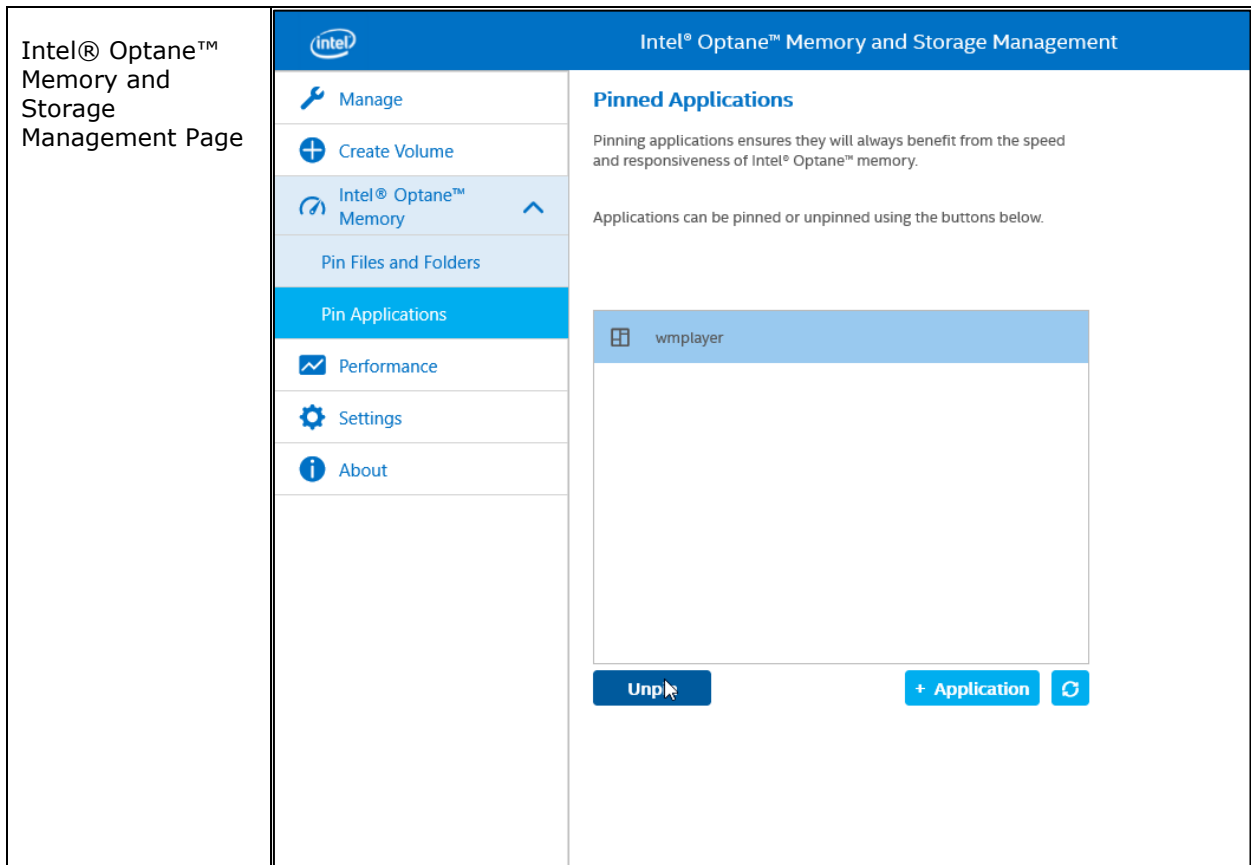 Intel® Optane™
Memory and
Storage
Management Page
intel
Intel® Optane™ Memory and Storage Management
Manage
Create Volume
Intel® Optane™
Memory
Pin Files and Folders
Pin Applications
Performance
Settings
About
Pinned Applications
Pinning applications ensures they will always benefit from the speed
and responsiveness of Intel® Optane™ memory.
Applications can be pinned or unpinned using the buttons below.
wmplayer
Unpin
+ Application